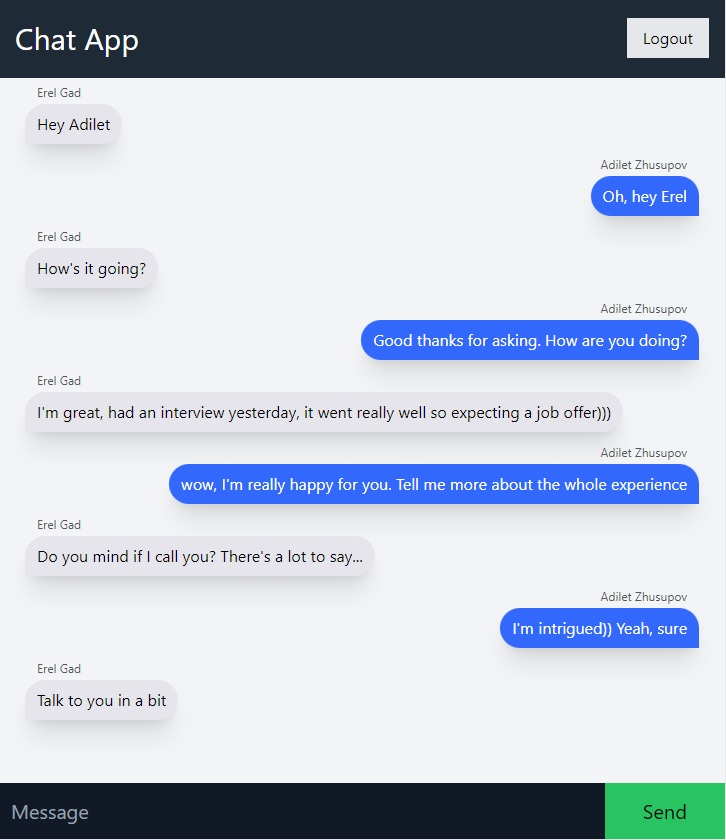 Chat App
Logout
Erel Gad
Hey Adilet
Adilet Zhusupov
Oh, hey Erel
Erel Gad
How's it going?
Adilet Zhusupov
Good thanks for asking. How are you doing?
Erel Gad
I'm great, had an interview yesterday, it went really well so expecting a job offer)))
Adilet Zhusupov
wow, I'm really happy for you. Tell me more about the whole experience
Erel Gad
Do you mind if I call you? There's a lot to say...
Adilet Zhusupov
I'm intrigued)) Yeah, sure
Erel Gad
Talk to you in a bit
Message
Send